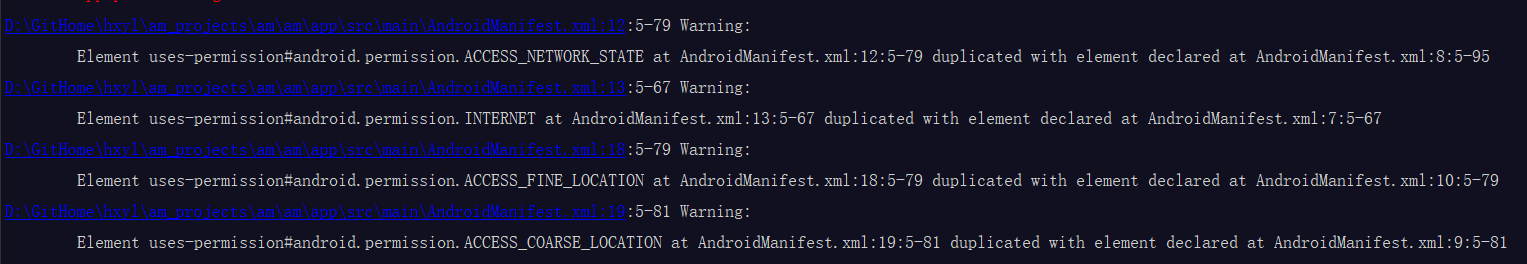 D:\GitHome\hxyl\am_projects\am\am\app\src\main\AndroidManifest.xml:12:5-79 Warning:
Element uses-permission#android.permission.ACCESS_NETWORK_STATE at AndroidManifest.xml:12:5-79 duplicated with element declared at AndroidManifest.xml:8:5-95
D:\GitHome\hxyl\am_projects\am\am\app\src\main\AndroidManifest.xml:13:5-67 Warning:
Element uses-permission#android.permission.INTERNET at AndroidManifest.xml:13:5-67 duplicated with element declared at AndroidManifest.xml:7:5-67
D:\GitHome\hxyl\am_projects\am\am\app\src\main\AndroidManifest.xml:18:5-79 Warning:
Element uses-permission#android.permission.ACCESS_FINE_LOCATION at AndroidManifest.xml:18:5-79 duplicated with element declared at AndroidManifest.xml:10:5-79
D:\GitHome\hxyl\am_projects\am\am\app\src\main\AndroidManifest.xml:19:5-81 Warning:
Element uses-permission#android.permission.ACCESS_COARSE_LOCATION at AndroidManifest.xml:19:5-81 duplicated with element declared at AndroidManifest.xml:9:5-81